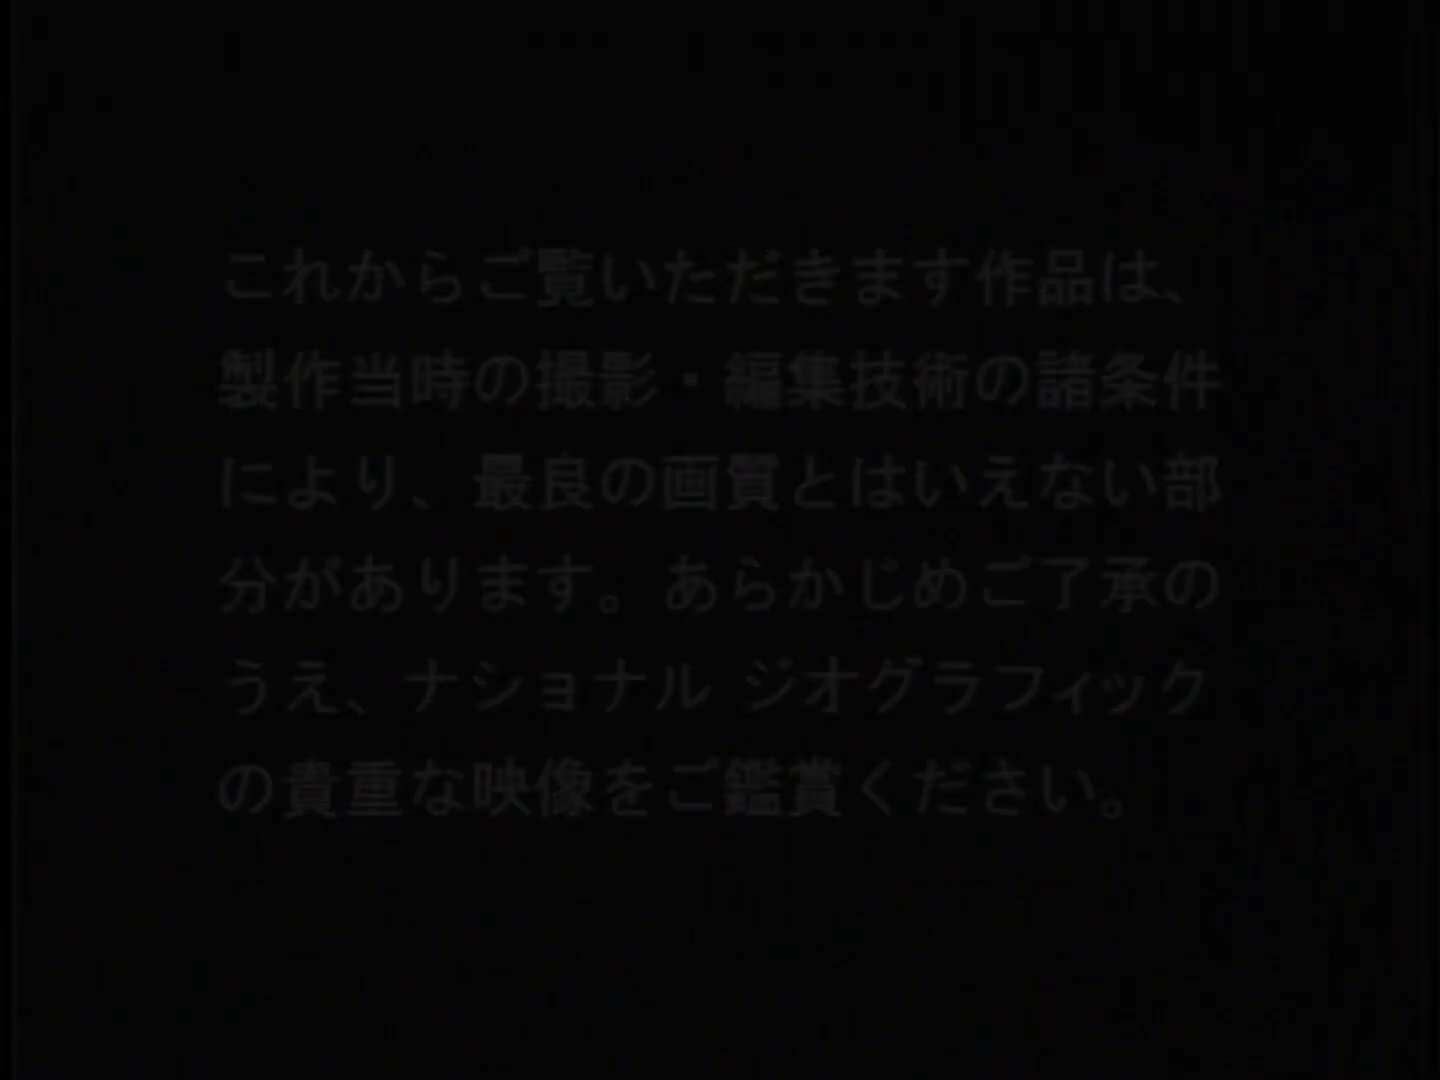 これからご覧いただきます作品は、
製作当時の撮影・編集技術の諸条件
により、最良の画質とはいえない部
分があります。あらかじめご了承の
うえ、ナショナル ジオグラフィック
の貴重な映像をご鑑賞ください。